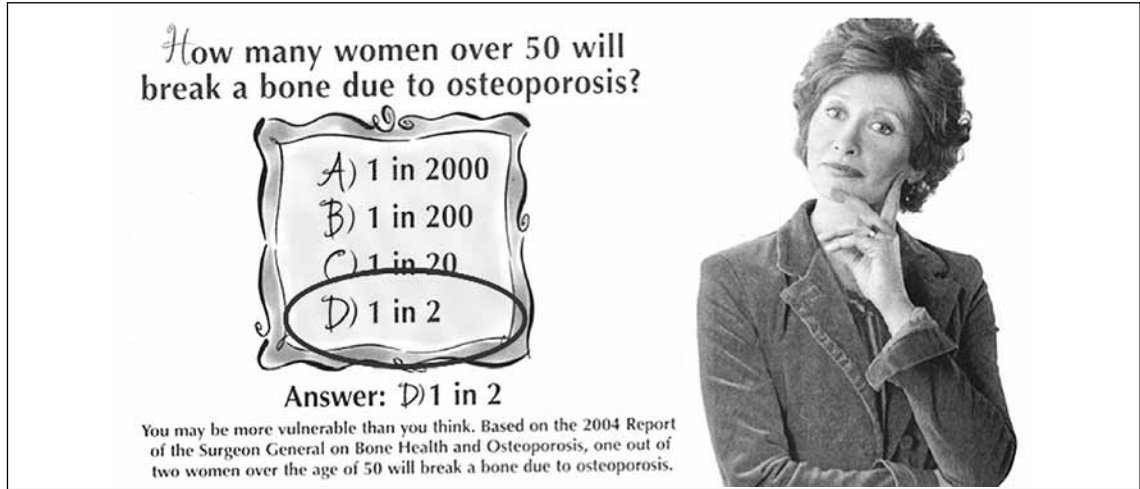 How many women over 50 will
break a bone due to osteoporosis?
A) 1 in 2000
B) 1 in 200
C) 1 in 20
D) 1 in 2
Answer: D) 1 in 2
You may be more vulnerable than you think. Based on the 2004 Report
of the Surgeon General on Bone Health and Osteoporosis, one out of
two women over the age of 50 will break a bone due to osteoporosis.